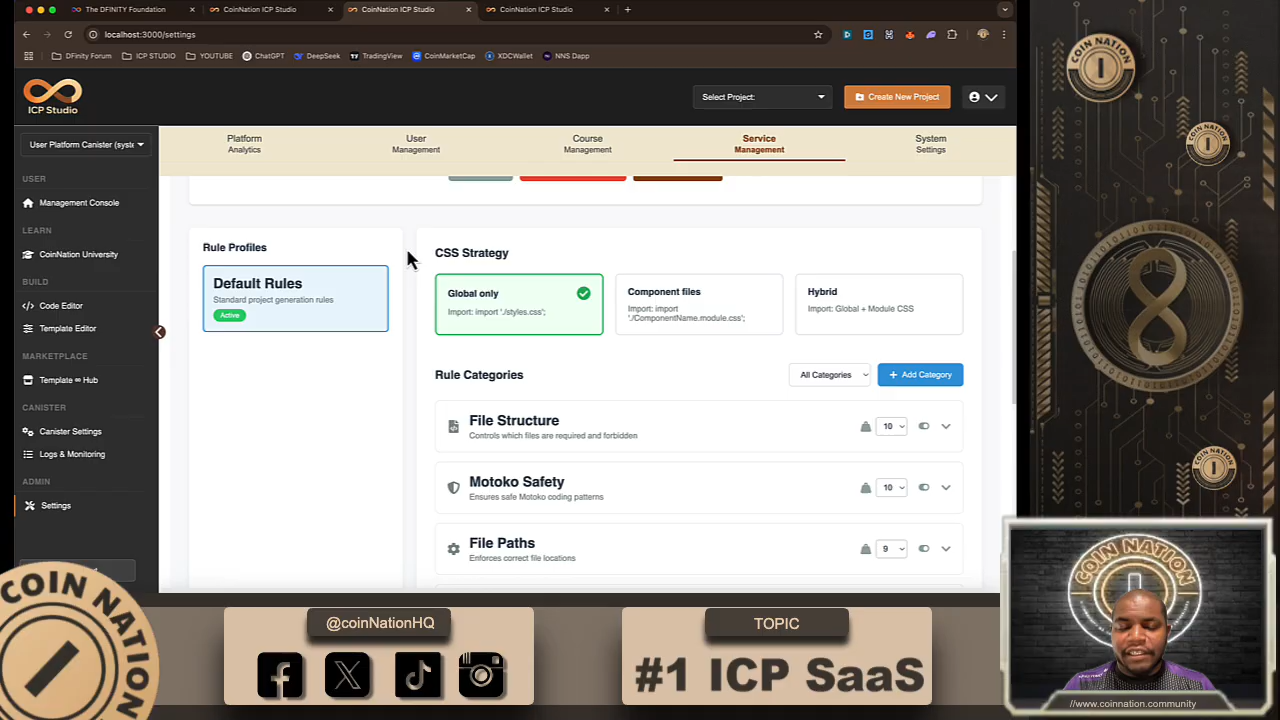 The DFINITY Foundation
CoinNation ICP Studio
CoinNation ICP Studio
CoinNation ICP Studio
localhost:3000/settings
DFinity Forum
ICP STUDIO
YOUTUBE
ChatGPT
DeepSeek
TradingView
CoinMarketCap
XDCWallet
NNS Dapp
ICP Studio
Select Project:
Create New Project
User Platform Canister (syste
Platform
Analytics
User
Management
Course
Management
Service
Management
System
Settings
USER
Management Console
LEARN
CoinNation University
BUILD
Code Editor
Template Editor
MARKETPLACE
Template ∞ Hub
CANISTER
Canister Settings
Logs & Monitoring
ADMIN
Settings
Rule Profiles
Default Rules
Standard project generation rules
Active
CSS Strategy
Global only
Import: import './styles.css';
Component files
Import: import
'./ComponentName.module.css';
Hybrid
Import: Global + Module CSS
Rule Categories
All Categories
+ Add Category
File Structure
Controls which files are required and forbidden
10
Motoko Safety
Ensures safe Motoko coding patterns
10
File Paths
Enforces correct file locations
9
COIN NATION
COIN NATION
@coinNationHQ
TOPIC
#1 ICP SaaS
COIN NATION
//www.coinnation.community